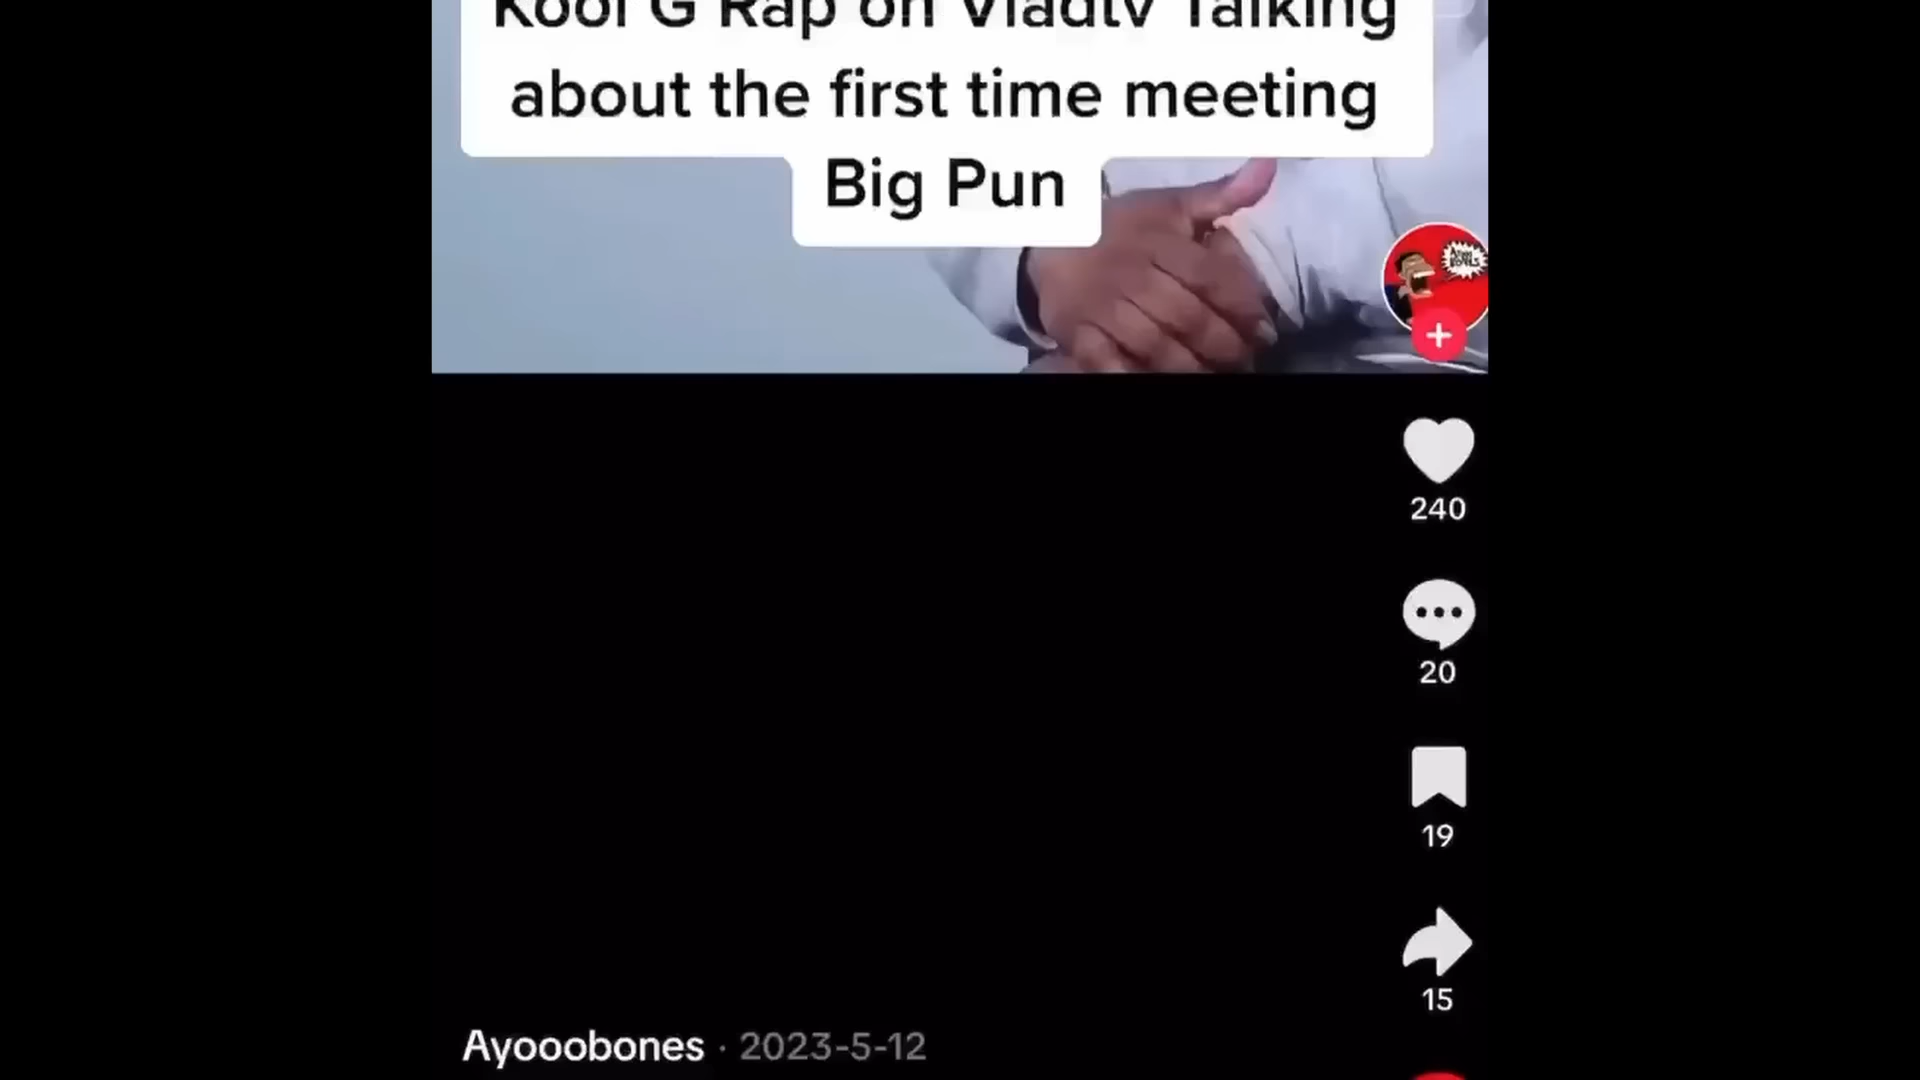 Kool G Rap on Vladtv Talking
about the first time meeting
Big Pun
240
20
19
15
Ayooobones · 2023-5-12